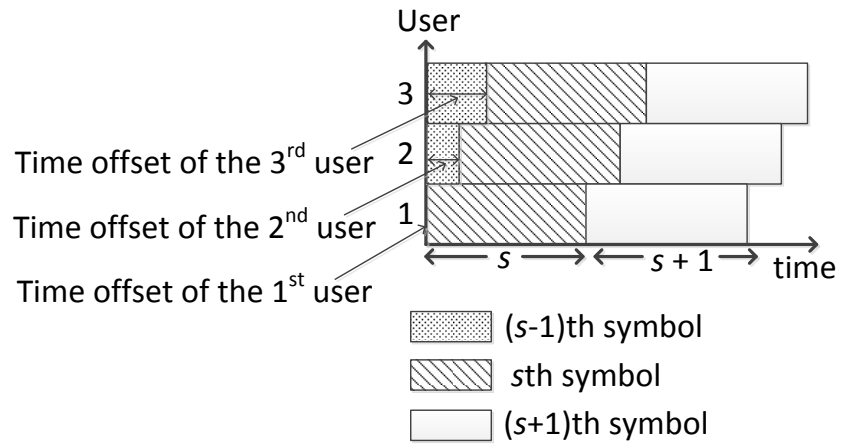 User
3
Time offset of the 3rd user
2
Time offset of the 2nd user
1
Time offset of the 1st user
s
s + 1
time
(s-1)th symbol
sth symbol
(s+1)th symbol